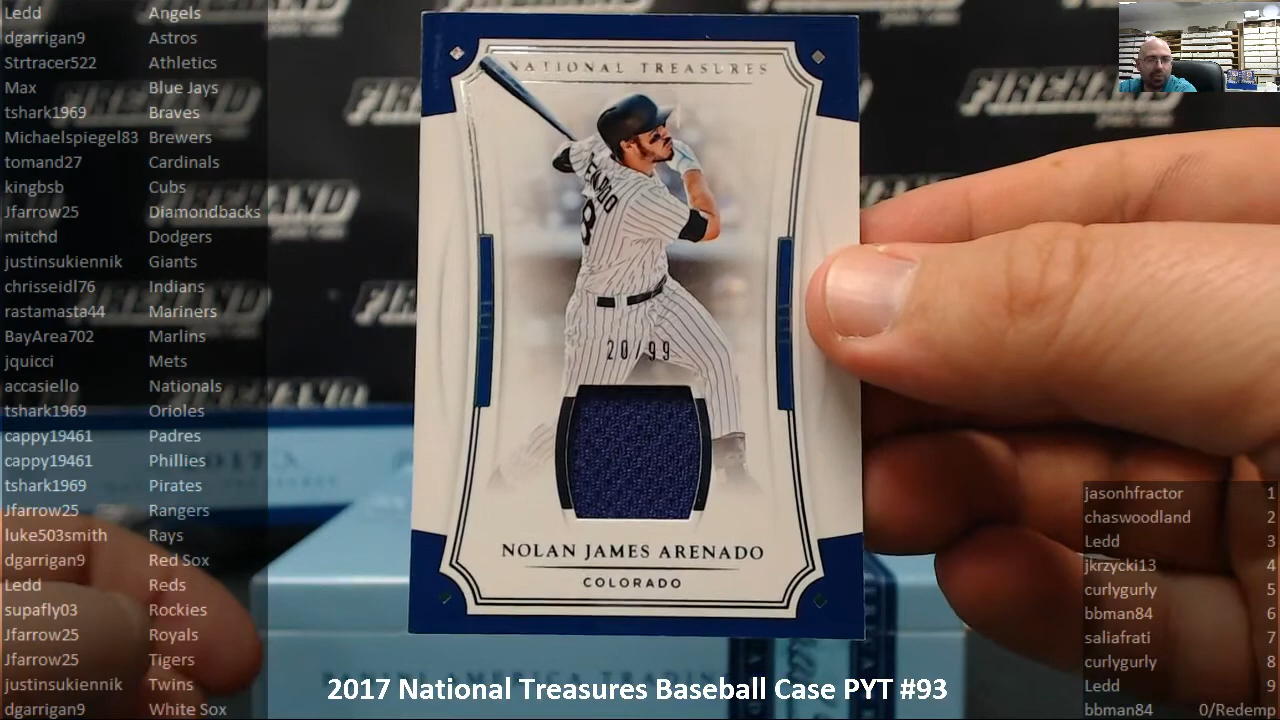 Ledd Angels
dgarrigan9 Astros
Strtracer522 Athletics
Max Blue Jays
tshark1969 Braves
Michaelspiegel83 Brewers
tomand27 Cardinals
kingbsb Cubs
Jfarrow25 Diamondbacks
mitchd Dodgers
justinsukiennik Giants
chrisseidl76 Indians
rastamasta44 Mariners
BayArea702 Marlins
jquicci Mets
accasiello Nationals
tshark1969 Orioles
cappy19461 Padres
cappy19461 Phillies
tshark1969 Pirates
Jfarrow25 Rangers
luke503smith Rays
dgarrigan9 Red Sox
Ledd Reds
supafly03 Rockies
Jfarrow25 Royals
Jfarrow25 Tigers
justinsukiennik Twins
dgarrigan9 White Sox
NATIONAL TREASURES
ENADO
8
20/99
NOLAN JAMES ARENADO
COLORADO
FIREHAND
jasonhfractor 1
chaswoodland 2
Ledd 3
jkrzycki13 4
curlygurly 5
bbman84 6
saliafrati 7
curlygurly 8
Ledd 9
bbman84 0/Redemp
2017 National Treasures Baseball Case PYT #93